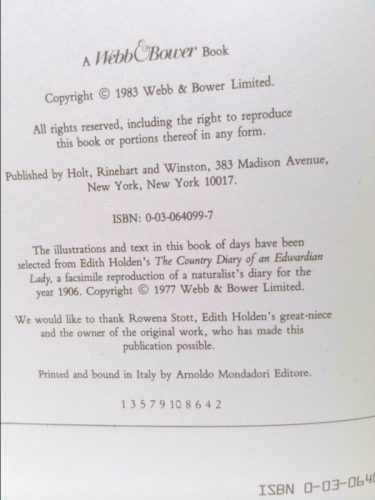 A Webb & Bower Book
Copyright © 1983 Webb & Bower Limited.
All rights reserved, including the right to reproduce
this book or portions thereof in any form.
Published by Holt, Rinehart and Winston, 383 Madison Avenue,
New York, New York 10017.
ISBN: 0-03-064099-7
The illustrations and text in this book of days have been
selected from Edith Holden's The Country Diary of an Edwardian
Lady, a facsimile reproduction of a naturalist's diary for the
year 1906. Copyright © 1977 Webb & Bower Limited.
We would like to thank Rowena Stott, Edith Holden's great-niece
and the owner of the original work, who has made this
publication possible.
Printed and bound in Italy by Arnoldo Mondadori Editore.
1 3 5 7 9 10 8 6 4 2
ISBN 0-03-064